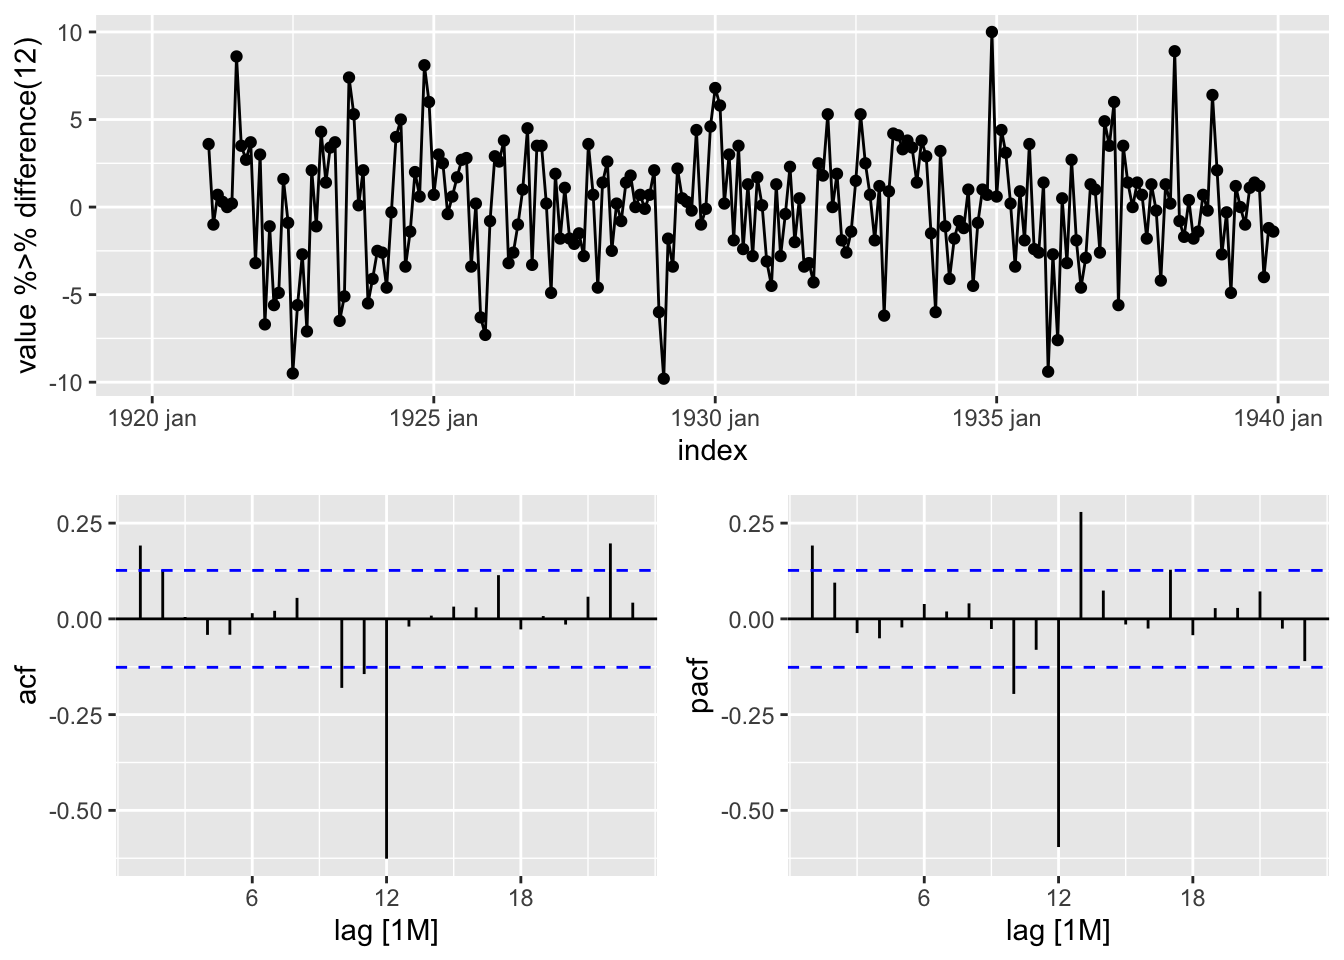 value %>% difference(12)
10
5
0
-5
-10
1920 jan 1925 jan 1930 jan 1935 jan 1940 jan
index
acf
0.25
0.00
-0.25
-0.50
6 12 18
lag [1M]
pacf
0.25
0.00
-0.25
-0.50
6 12 18
lag [1M]